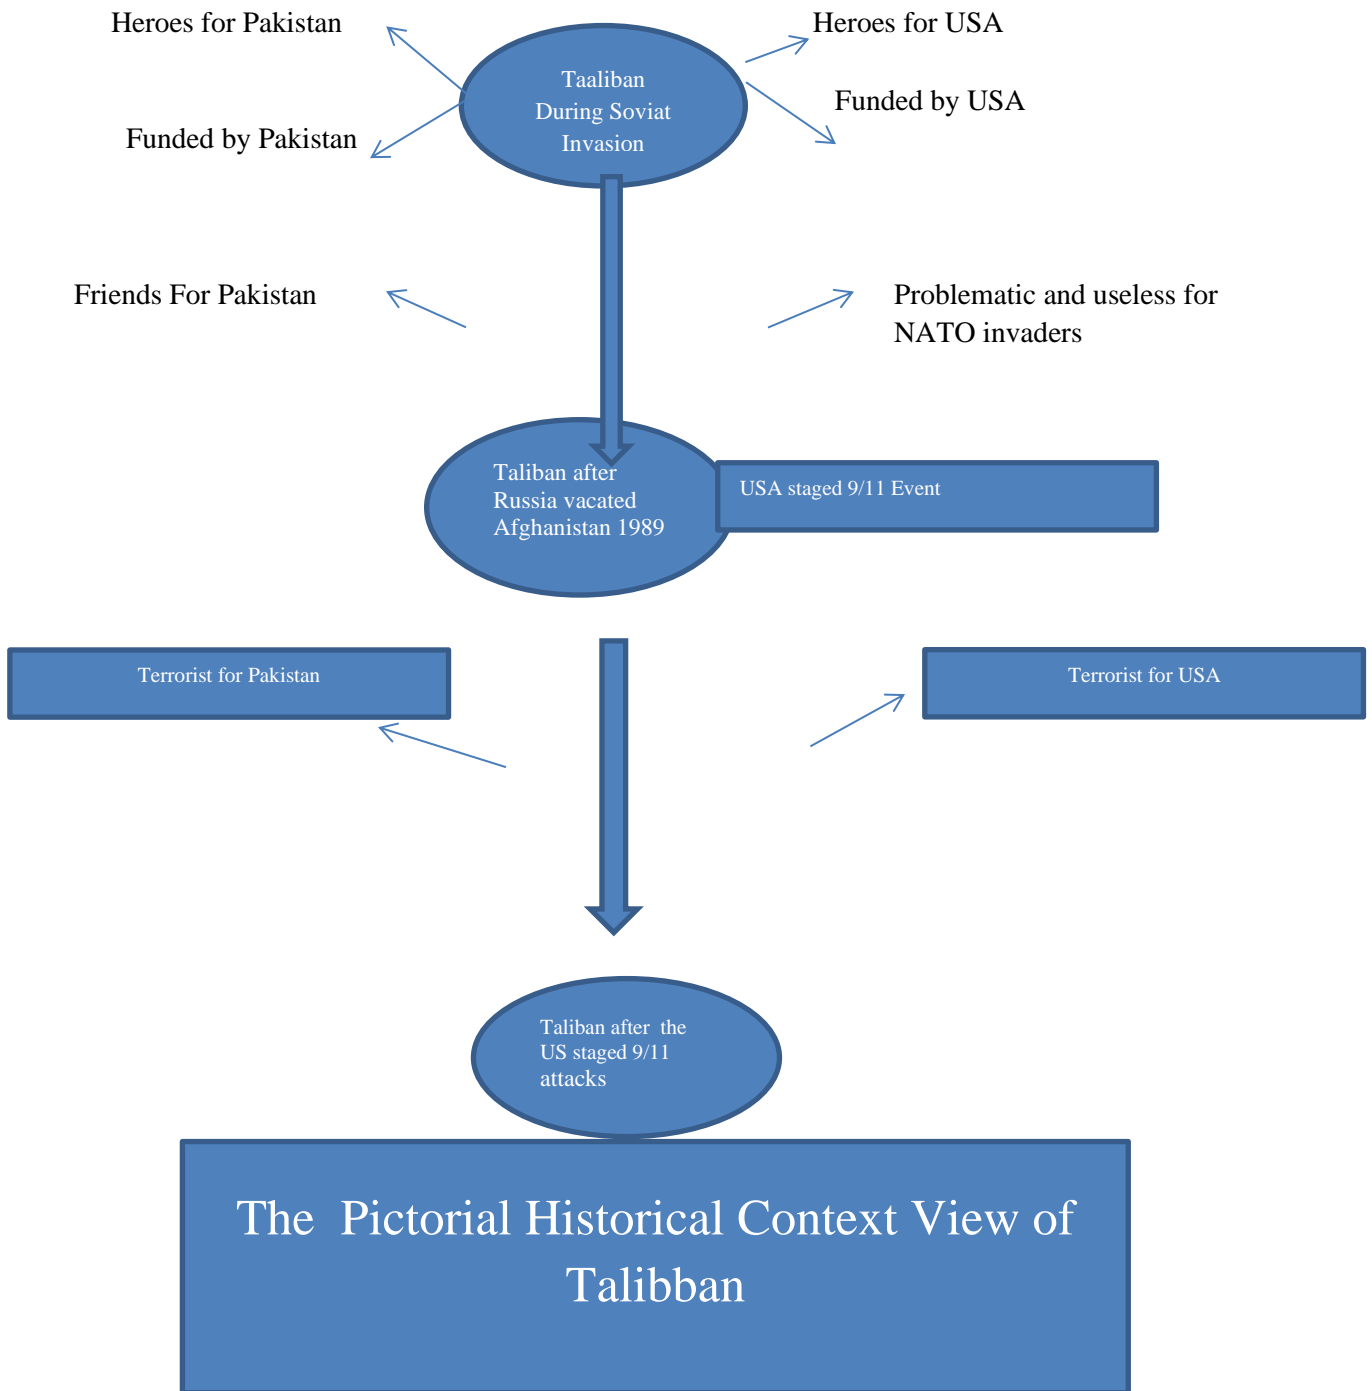 Heroes for Pakistan
Heroes for USA
Taaliban
During Soviat
Invasion
Funded by USA
Funded by Pakistan
Friends For Pakistan
Problematic and useless for
NATO invaders
Taliban after
Russia vacated
Afghanistan 1989
USA staged 9/11 Event
Terrorist for Pakistan
Terrorist for USA
Taliban after  the
US staged 9/11
attacks
The  Pictorial Historical Context View of
Talibban